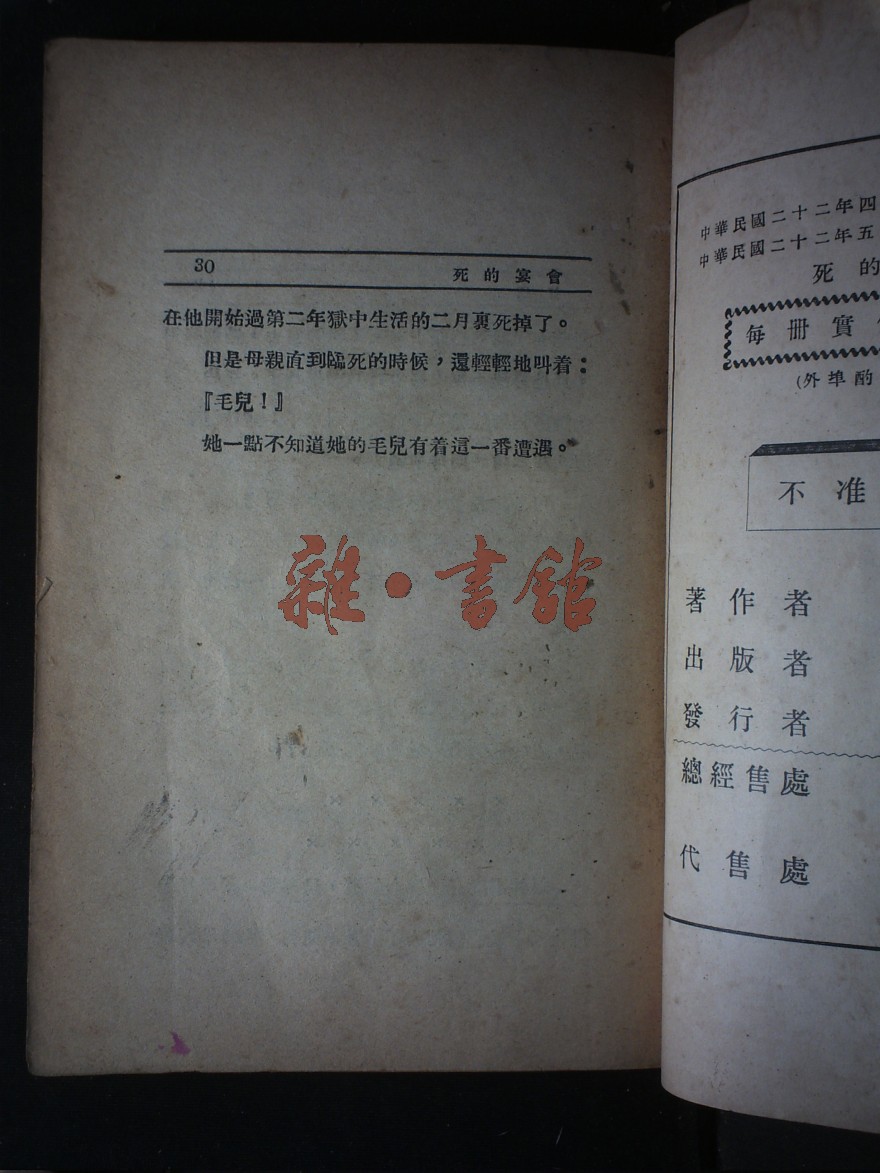 30
死的宴會
在他開始過第二年獄中生活的二月裏死掉了。
但是母親直到臨死的時候，還輕輕地叫着：
『毛兒！』
她一點不知道她的毛兒有着這一番遭遇。
雜·書館
中華民國二十二年四
中華民國二十二年五
死的
每冊實
(外埠酌
不准
著作者
出版者
發行者
總經售處
代售處